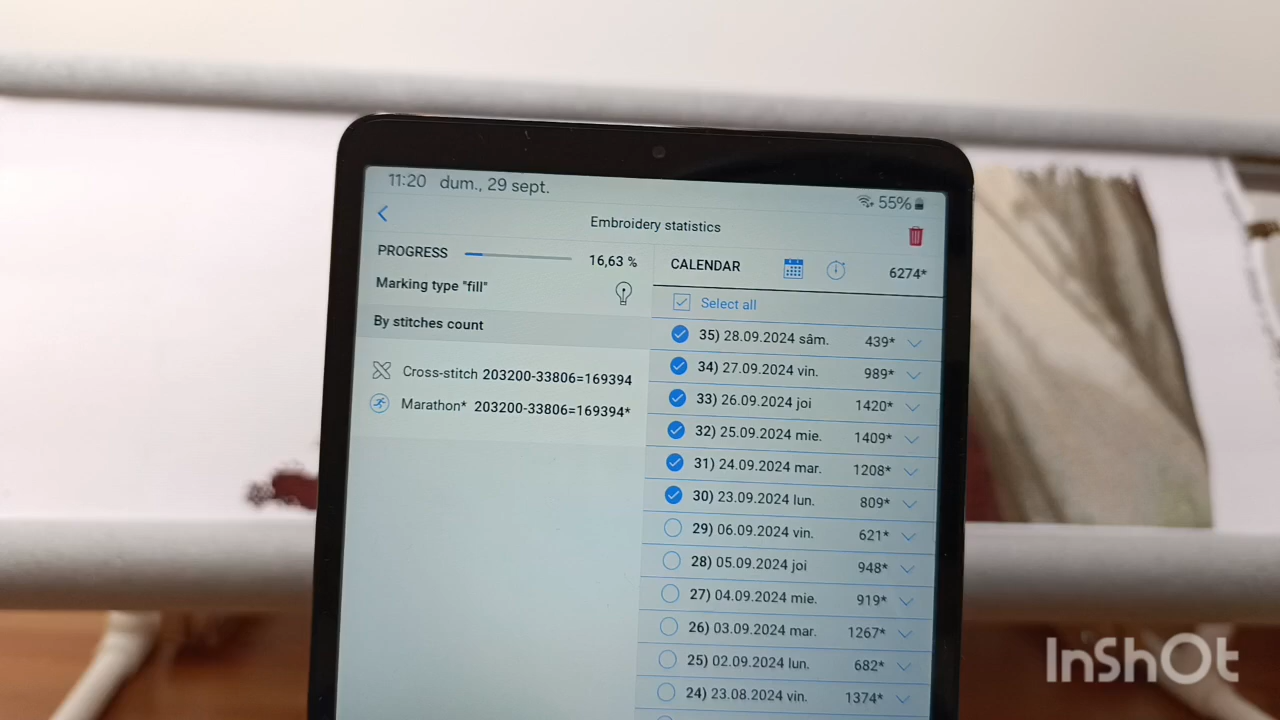 11:20 dum., 29 sept.
55%
Embroidery statistics
PROGRESS 16,63 %
Marking type "fill"
By stitches count
Cross-stitch 203200-33806=169394
Marathon* 203200-33806=169394*
CALENDAR 6274*
Select all
35) 28.09.2024 sâm. 439*
34) 27.09.2024 vin. 989*
33) 26.09.2024 joi 1420*
32) 25.09.2024 mie. 1409*
31) 24.09.2024 mar. 1208*
30) 23.09.2024 lun. 809*
29) 06.09.2024 vin. 621*
28) 05.09.2024 joi 948*
27) 04.09.2024 mie. 919*
26) 03.09.2024 mar. 1267*
25) 02.09.2024 lun. 682*
24) 23.08.2024 vin. 1374*
InShOt